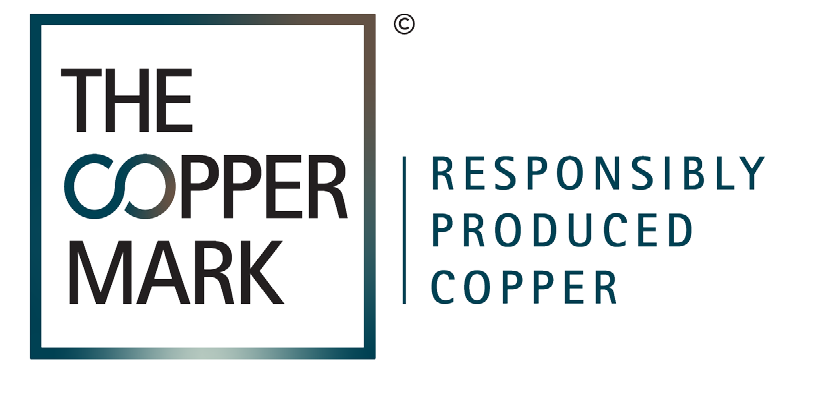 THE
COPPER
MARK
©
RESPONSIBLY
PRODUCED
COPPER